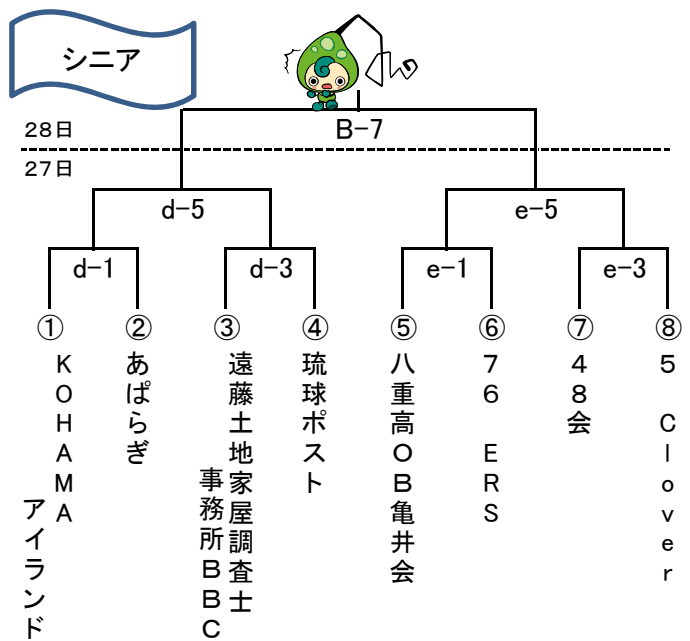 シニア
28日
B-7
27日
d-5
e-5
d-1
d-3
e-1
e-3
①
②
③
④
⑤
⑥
⑦
⑧
KOHAMA
アイランド
あぱらぎ
遠藤土地家屋調査士
事務所BBC
琉球ポスト
八重高OB亀井会
76 ERS
48会
5 Clover